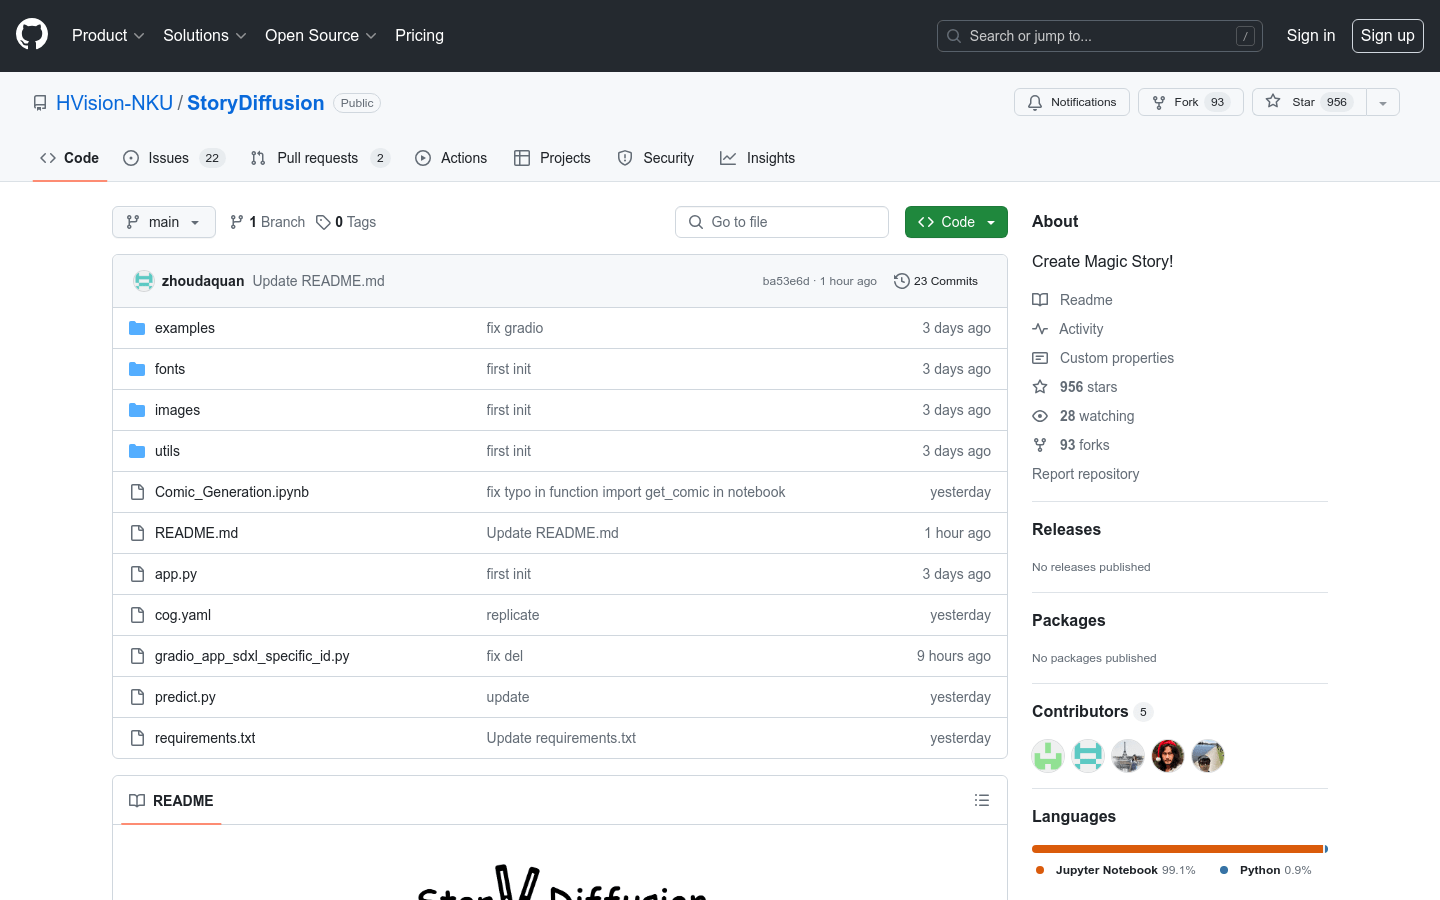 Product Solutions Open Source Pricing Search or jump to... / Sign in Sign up
HVision-NKU / StoryDiffusion Public Notifications Fork 93 Star 956
Code Issues 22 Pull requests 2 Actions Projects Security Insights
main 1 Branch 0 Tags Go to file Code
zhoudaquan Update README.md ba53e6d · 1 hour ago 23 Commits
examples fix gradio 3 days ago
fonts first init 3 days ago
images first init 3 days ago
utils first init 3 days ago
Comic_Generation.ipynb fix typo in function import get_comic in notebook yesterday
README.md Update README.md 1 hour ago
app.py first init 3 days ago
cog.yaml replicate yesterday
gradio_app_sdxl_specific_id.py fix del 9 hours ago
predict.py update yesterday
requirements.txt Update requirements.txt yesterday
README
StoryDiffusion
About
Create Magic Story!
Readme
Activity
Custom properties
956 stars
28 watching
93 forks
Report repository
Releases
No releases published
Packages
No packages published
Contributors 5
Languages
Jupyter Notebook 99.1% Python 0.9%